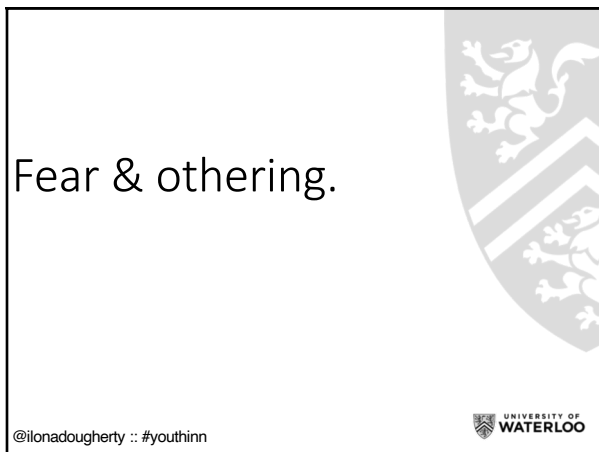 Fear & othering.
@ilonadougherty :: #youthinn
UNIVERSITY OF
WATERLOO